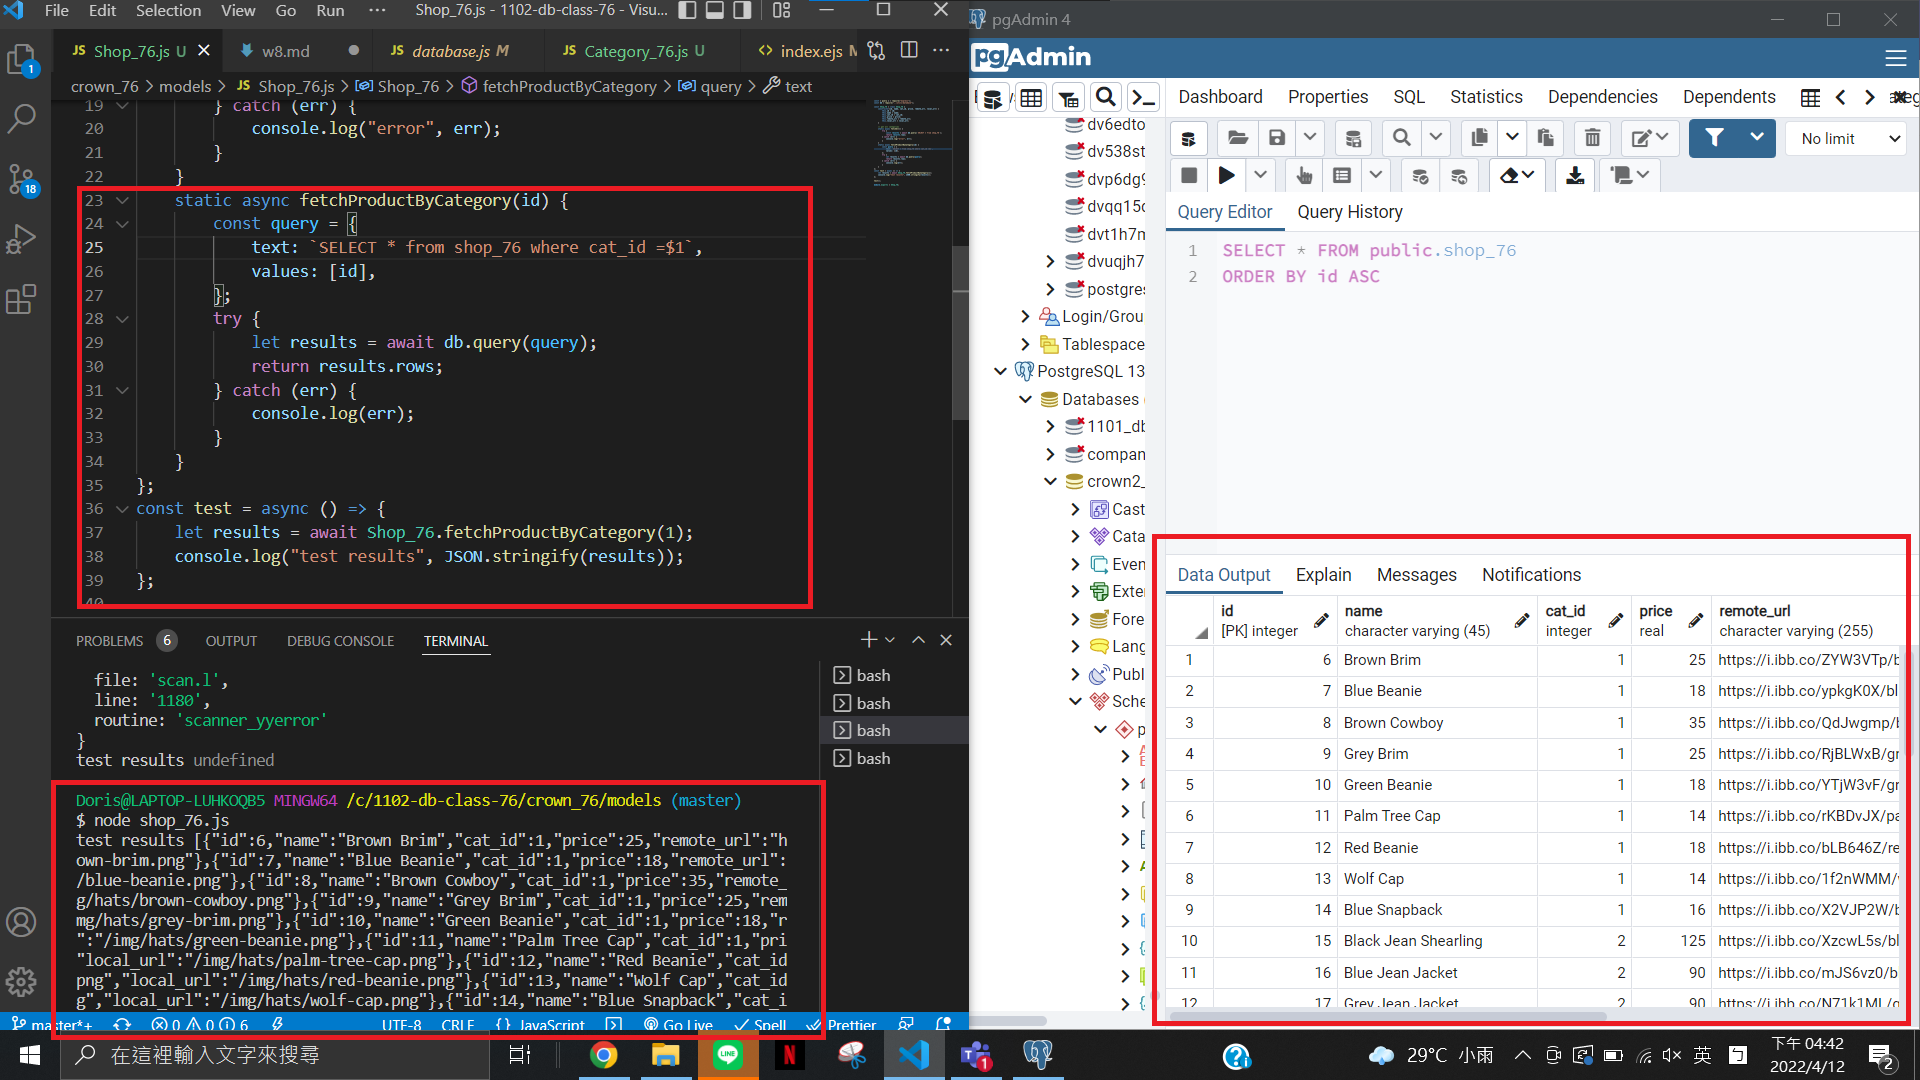 File Edit Selection View Go Run ··· Shop_76.js - 1102-db-class-76 - Visu...
JS Shop_76.js U
w8.md
JS database.js M
JS Category_76.js U
<> index.ejs M
crown_76 > models > JS Shop_76.js > Shop_76 > fetchProductByCategory > query > text
19 } catch (err) {
20 console.log("error", err);
21 }
22 }
23 static async fetchProductByCategory(id) {
24 const query = {
25 text: `SELECT * from shop_76 where cat_id =$1`,
26 values: [id],
27 };
28 try {
29 let results = await db.query(query);
30 return results.rows;
31 } catch (err) {
32 console.log(err);
33 }
34 }
35 };
36 const test = async () => {
37 let results = await Shop_76.fetchProductByCategory(1);
38 console.log("test results", JSON.stringify(results));
39 };
40
1
18
PROBLEMS 6 OUTPUT DEBUG CONSOLE TERMINAL
file: 'scan.l',
line: '1180',
routine: 'scanner_yyerror'
}
test results undefined
bash
bash
bash
bash
Doris@LAPTOP-LUHKOQB5 MINGW64 /c/1102-db-class-76/crown_76/models (master)
$ node shop_76.js
test results [{"id":6,"name":"Brown Brim","cat_id":1,"price":25,"remote_url":"h
own-brim.png"},{"id":7,"name":"Blue Beanie","cat_id":1,"price":18,"remote_url":
/blue-beanie.png"},{"id":8,"name":"Brown Cowboy","cat_id":1,"price":35,"remote_
g/hats/brown-cowboy.png"},{"id":9,"name":"Grey Brim","cat_id":1,"price":25,"rem
mg/hats/grey-brim.png"},{"id":10,"name":"Green Beanie","cat_id":1,"price":18,"r
":"/img/hats/green-beanie.png"},{"id":11,"name":"Palm Tree Cap","cat_id":1,"pri
"local_url":"/img/hats/palm-tree-cap.png"},{"id":12,"name":"Red Beanie","cat_id
png","local_url":"/img/hats/red-beanie.png"},{"id":13,"name":"Wolf Cap","cat_id
g","local_url":"/img/hats/wolf-cap.png"},{"id":14,"name":"Blue Snapback","cat_i
master*+ 0 0 6 UTF-8 CRLF {} JavaScript Go Live Spell Prettier
pgAdmin 4
pgAdmin
Dashboard Properties SQL Statistics Dependencies Dependents
No limit
dv6edto
dv538st
dvp6dg9
dvqq15
dvt1h7m
dvuqjh7
postgres
Login/Grou
Tablespace
PostgreSQL 13
Databases
1101_db
compan
crown2_
Cast
Cata
Even
Exte
Fore
Lang
Publ
Sche
p
Query Editor Query History
1 SELECT * FROM public.shop_76
2 ORDER BY id ASC
Data Output Explain Messages Notifications
id name cat_id price remote_url
[PK] integer character varying (45) integer real character varying (255)
1 6 Brown Brim 1 25 https://i.ibb.co/ZYW3VTp/b
2 7 Blue Beanie 1 18 https://i.ibb.co/ypkgK0X/bl
3 8 Brown Cowboy 1 35 https://i.ibb.co/QdJwgmp/b
4 9 Grey Brim 1 25 https://i.ibb.co/RjBLWxB/gr
5 10 Green Beanie 1 18 https://i.ibb.co/YTjW3vF/gr
6 11 Palm Tree Cap 1 14 https://i.ibb.co/rKBDvJX/pa
7 12 Red Beanie 1 18 https://i.ibb.co/bLB646Z/re
8 13 Wolf Cap 1 14 https://i.ibb.co/1f2nWMM/w
9 14 Blue Snapback 1 16 https://i.ibb.co/X2VJP2W/b
10 15 Black Jean Shearling 2 125 https://i.ibb.co/XzcwL5s/bl
11 16 Blue Jean Jacket 2 90 https://i.ibb.co/mJS6vz0/b
12 17 Grey Jean Jacket 2 90 https://i.ibb.co/N71k1ML/g
在這裡輸入文字來搜尋
LINE
N
1
29°C 小雨
英
下午 04:42
2022/4/12
2